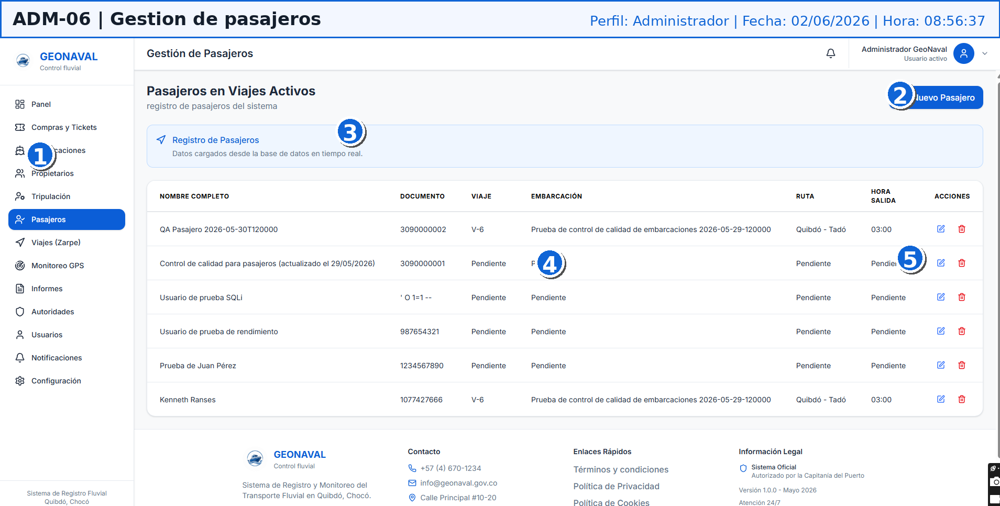 ADM-06 | Gestion de pasajeros
Perfil: Administrador | Fecha: 02/06/2026 | Hora: 08:56:37
GEONAVAL
Control fluvial
Gestión de Pasajeros
Administrador GeoNaval
Usuario activo
Panel
Compras y Tickets
caciones
Propietarios
Tripulación
Pasajeros
Viajes (Zarpe)
Monitoreo GPS
Informes
Autoridades
Usuarios
Notificaciones
Configuración
Sistema de Registro Fluvial
Quibdó, Chocó
1
Pasajeros en Viajes Activos
registro de pasajeros del sistema
2
uevo Pasajero
3
Registro de Pasajeros
Datos cargados desde la base de datos en tiempo real.
NOMBRE COMPLETO DOCUMENTO VIAJE EMBARCACIÓN RUTA HORA SALIDA ACCIONES
QA Pasajero 2026-05-30T120000 3090000002 V-6 Prueba de control de calidad de embarcaciones 2026-05-29-120000 Quibdó - Tadó 03:00
Control de calidad para pasajeros (actualizado el 29/05/2026) 3090000001 Pendiente P 4 Pendiente Pendie 5
Usuario de prueba SQLi ' O 1=1 -- Pendiente Pendiente Pendiente Pendiente
Usuario de prueba de rendimiento 987654321 Pendiente Pendiente Pendiente Pendiente
Prueba de Juan Pérez 1234567890 Pendiente Pendiente Pendiente Pendiente
Kenneth Ranses 1077427666 V-6 Prueba de control de calidad de embarcaciones 2026-05-29-120000 Quibdó - Tadó 03:00
GEONAVAL
Control fluvial
Sistema de Registro y Monitoreo del
Transporte Fluvial en Quibdó, Chocó.
Contacto
+57 (4) 670-1234
info@geonaval.gov.co
Calle Principal #10-20
Enlaces Rápidos
Términos y condiciones
Política de Privacidad
Política de Cookies
Información Legal
Sistema Oficial
Autorizado por la Capitanía del Puerto
Versión 1.0.0 - Mayo 2026
Atención 24/7